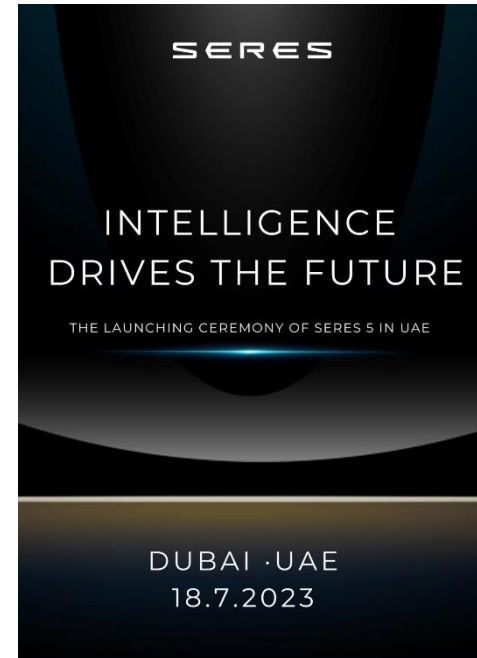 SERES
INTELLIGENCE
DRIVES THE FUTURE
THE LAUNCHING CEREMONY OF SERES 5 IN UAE
DUBAI ·UAE
18.7.2023